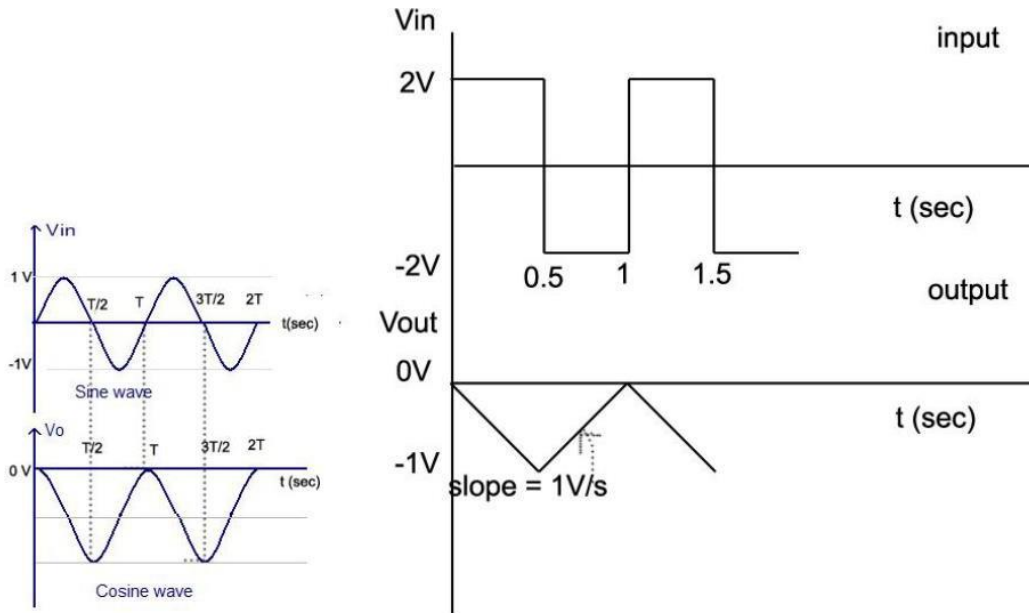 Vin
1 V
T/2 T 3T/2 2T
t(sec)
-1V
Sine wave
Vo
T/2 T 3T/2 2T
0 V
t (sec)
Cosine wave
Vin
input
2V
t (sec)
-2V
0.5 1 1.5
output
Vout
0V
t (sec)
-1V
slope = 1V/s